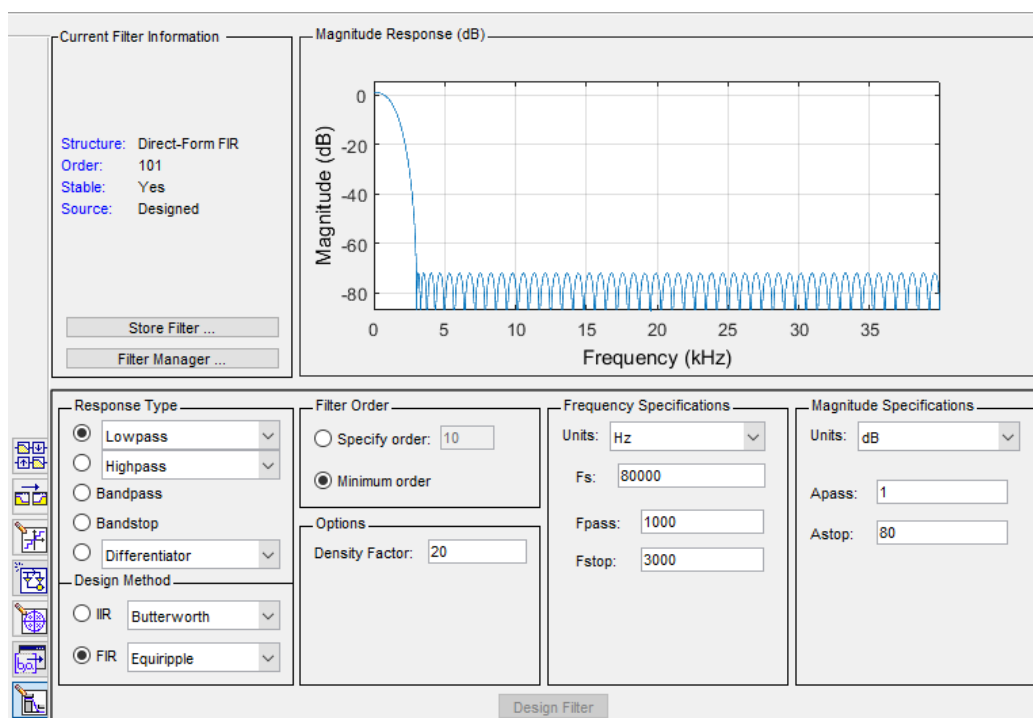 Current Filter Information
Structure: Direct-Form FIR
Order: 101
Stable: Yes
Source: Designed
Store Filter ...
Filter Manager ...
Magnitude Response (dB)
Magnitude (dB)
0
-20
-40
-60
-80
0 5 10 15 20 25 30 35
Frequency (kHz)
Response Type
Lowpass
Highpass
Bandpass
Bandstop
Differentiator
Design Method
IIR Butterworth
FIR Equiripple
Filter Order
Specify order: 10
Minimum order
Options
Density Factor: 20
Frequency Specifications
Units: Hz
Fs: 80000
Fpass: 1000
Fstop: 3000
Magnitude Specifications
Units: dB
Apass: 1
Astop: 80
Design Filter